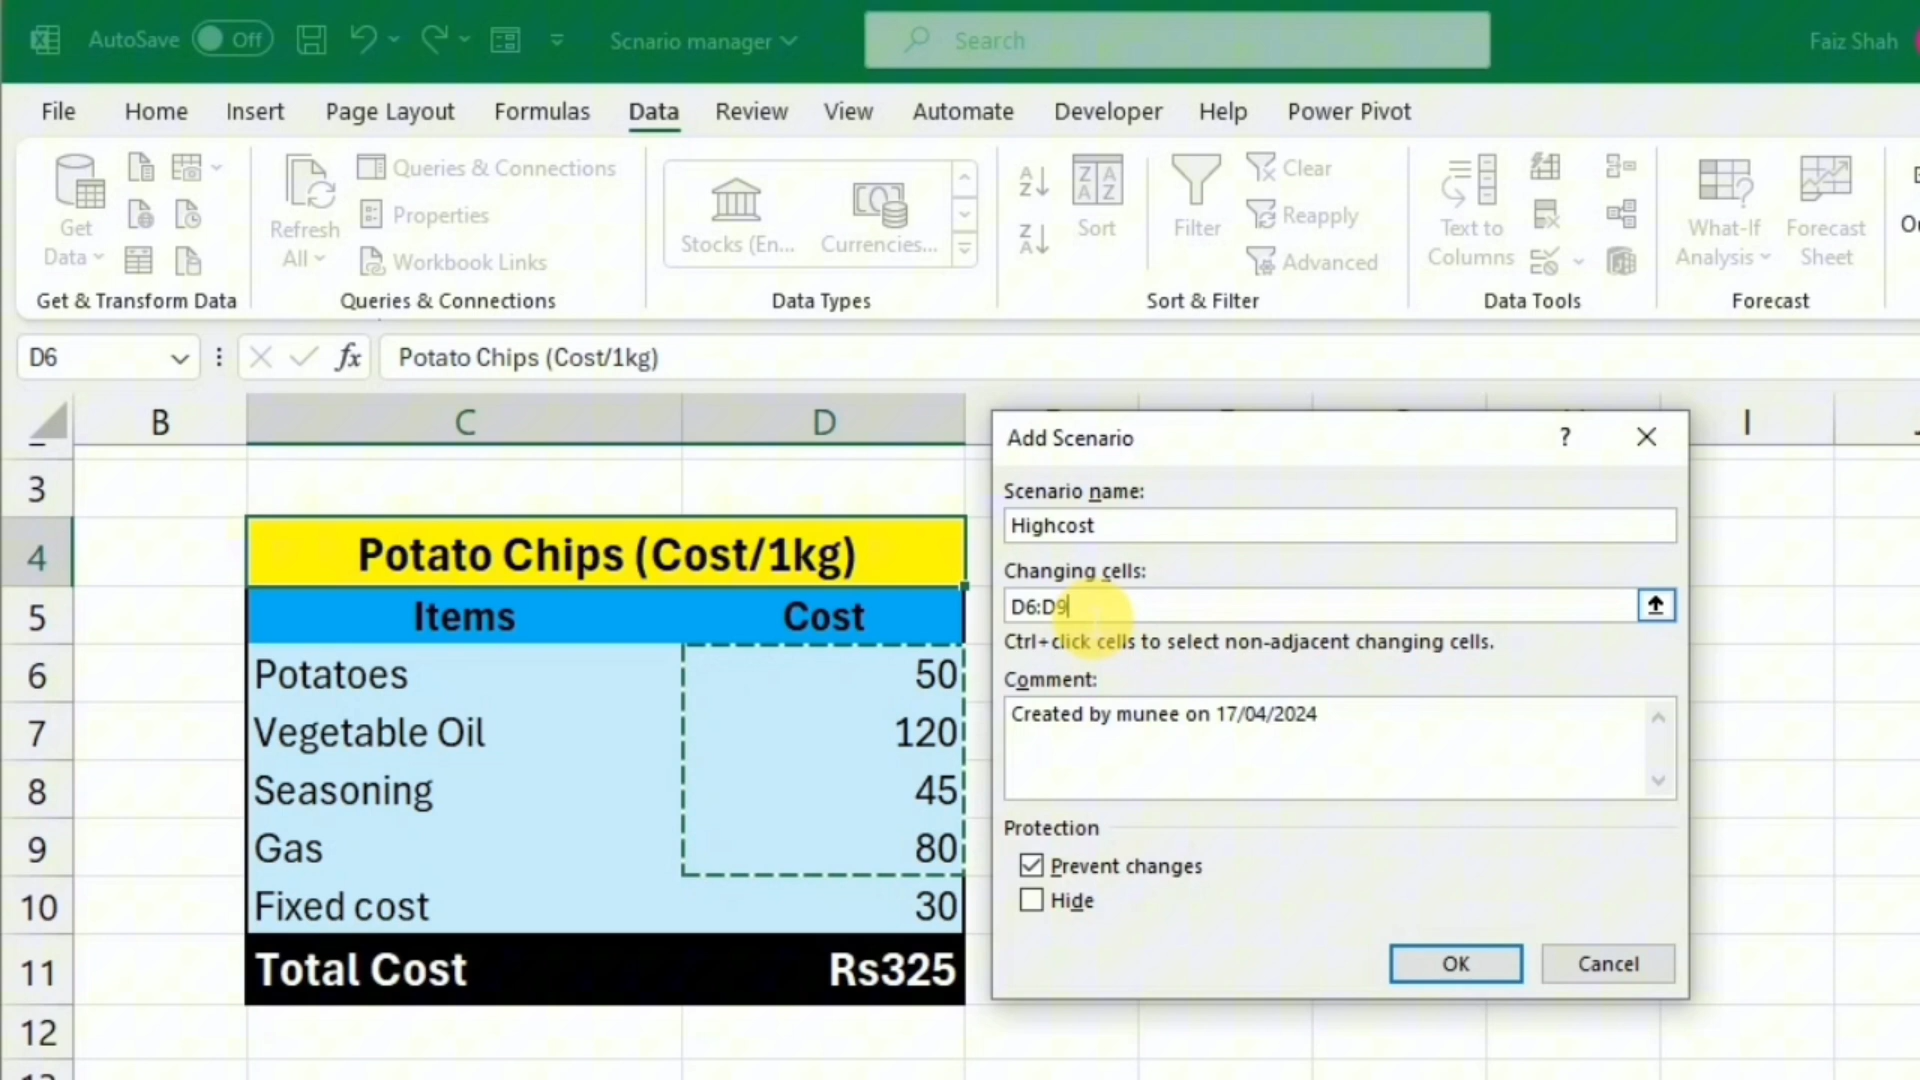 AutoSave Off Scnario manager Search Faiz Shah
File Home Insert Page Layout Formulas Data Review View Automate Developer Help Power Pivot
Get Data
Refresh All
Queries & Connections
Properties
Workbook Links
Stocks (En... Currencies...
Sort
Filter
Clear
Reapply
Advanced
Text to Columns
What-If Analysis
Forecast Sheet
Get & Transform Data Queries & Connections Data Types Sort & Filter Data Tools Forecast
D6 fx Potato Chips (Cost/1kg)
B C D I
3
4 Potato Chips (Cost/1kg)
5 Items Cost
6 Potatoes 50
7 Vegetable Oil 120
8 Seasoning 45
9 Gas 80
10 Fixed cost 30
11 Total Cost Rs325
12
Add Scenario ?
Scenario name:
Highcost
Changing cells:
D6:D9
Ctrl+click cells to select non-adjacent changing cells.
Comment:
Created by munee on 17/04/2024
Protection
Prevent changes
Hide
OK Cancel